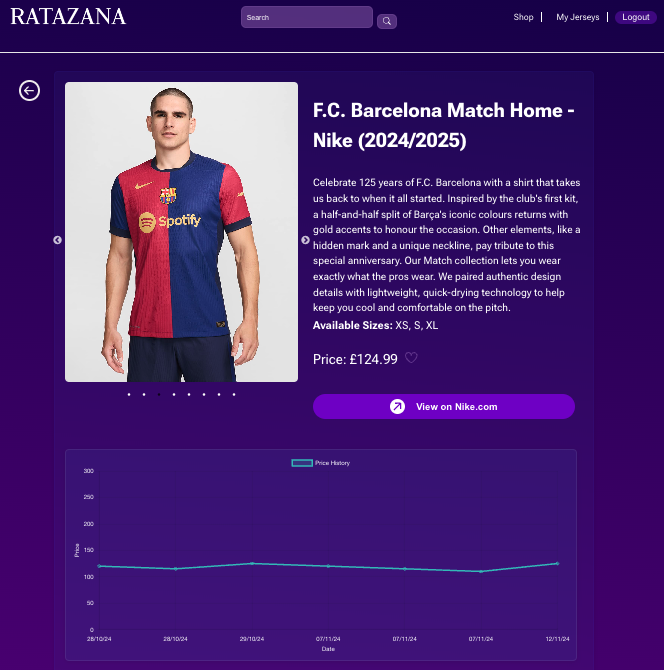 RATAZANA
Search
Shop
My Jerseys
Logout
F.C. Barcelona Match Home -
Nike (2024/2025)
Celebrate 125 years of F.C. Barcelona with a shirt that takes
us back to when it all started. Inspired by the club's first kit,
a half-and-half split of Barça's iconic colours returns with
gold accents to honour the occasion. Other elements, like a
hidden mark and a unique neckline, pay tribute to this
special anniversary. Our Match collection lets you wear
exactly what the pros wear. We paired authentic design
details with lightweight, quick-drying technology to help
keep you cool and comfortable on the pitch.
Available Sizes: XS, S, XL
Price: £124.99
View on Nike.com
Spotify
Price History
300
250
200
150
100
50
0
Price
28/10/24
28/10/24
29/10/24
07/11/24
07/11/24
07/11/24
12/11/24
Date